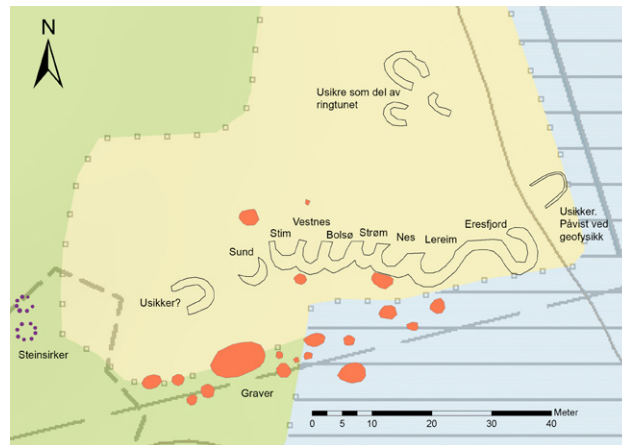 N
Usikre som del av
ringtunet
Usikker.
Påvist ved
geofysikk
Vestnes
Stim
Bolsø
Strøm
Nes
Lereim
Eresfjord
Sund
Usikker?
Steinsirker
Graver
Meter
0 5 10 20 30 40